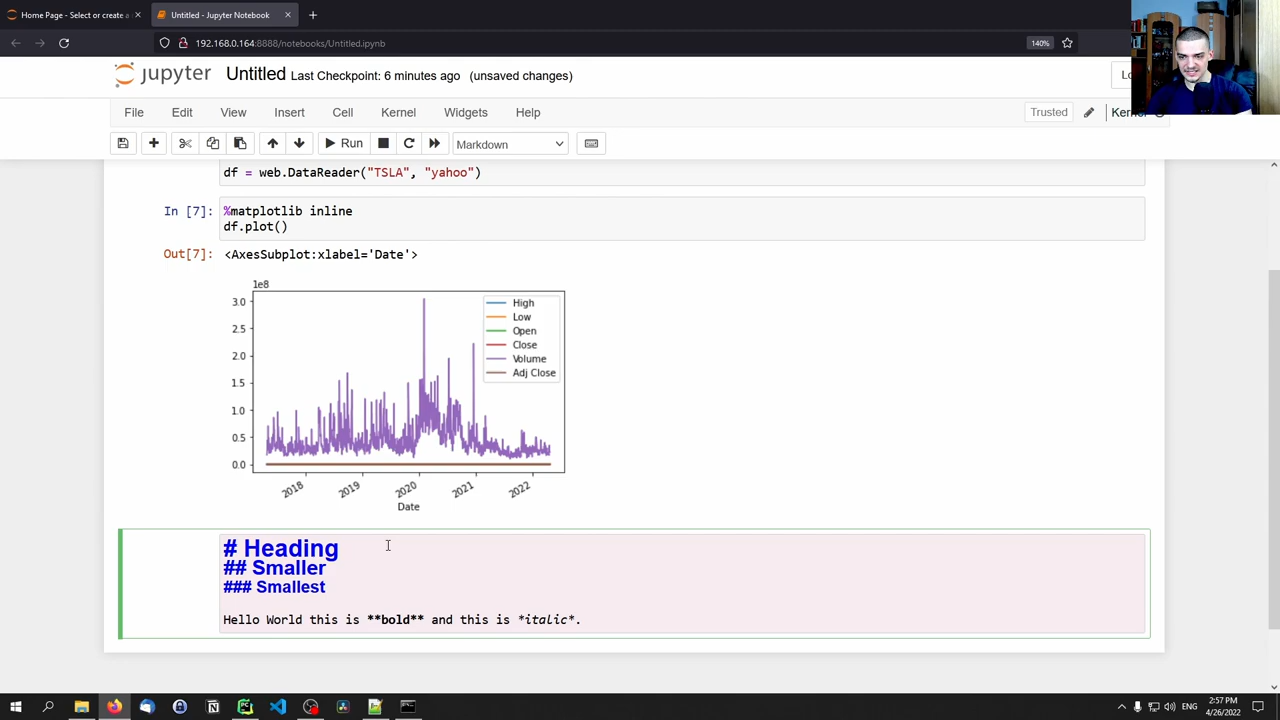 Home Page - Select or create a
Untitled - Jupyter Notebook
192.168.0.164:8888/notebooks/Untitled.ipynb
140%
jupyter Untitled Last Checkpoint: 6 minutes ago (unsaved changes)
File Edit View Insert Cell Kernel Widgets Help
Trusted
Run
Markdown
df = web.DataReader("TSLA", "yahoo")
In [7]: %matplotlib inline
df.plot()
Out[7]: <AxesSubplot:xlabel='Date'>
1e8
3.0
2.5
2.0
1.5
1.0
0.5
0.0
High
Low
Open
Close
Volume
Adj Close
2018 2019 2020 2021 2022
Date
# Heading
## Smaller
### Smallest
Hello World this is **bold** and this is *italic*.
ENG
2:57 PM
4/26/2022